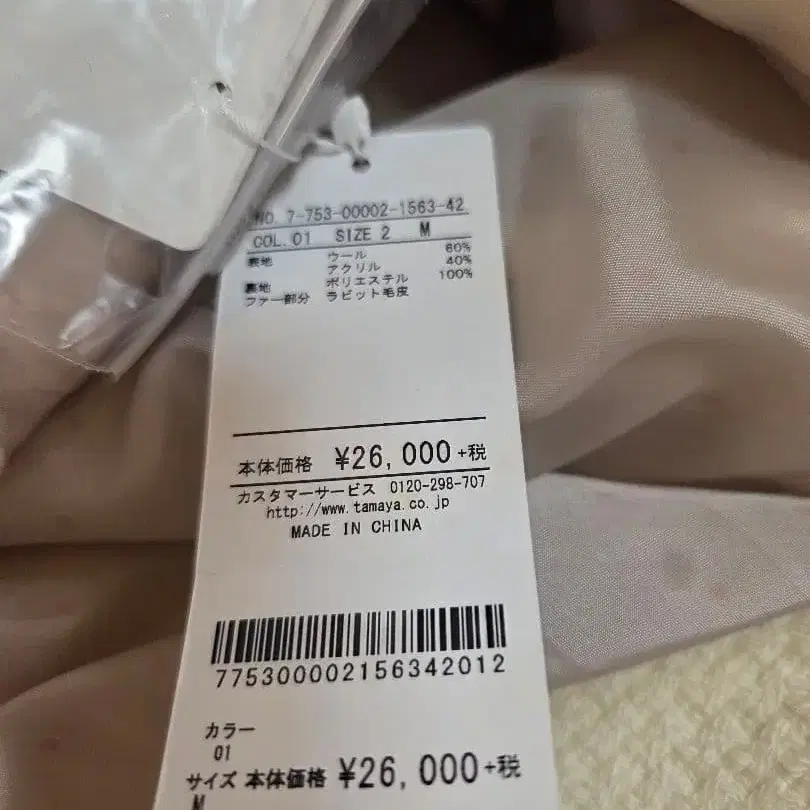 NO. 7-753-00002-1563-42
COL.01 SIZE 2 M
表地 ウール 60%
アクリル 40%
裏地 ポリエステル 100%
ファー部分 ラビット毛皮
本体価格 ¥26,000+税
カスタマーサービス 0120-298-707
http://www.tamaya.co.jp
MADE IN CHINA
775300002156342012
カラー
01
サイズ 本体価格 ¥26,000+税
M